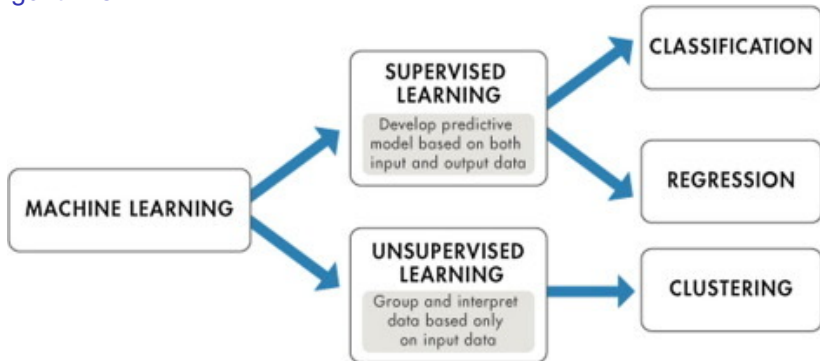 MACHINE LEARNING
SUPERVISED
LEARNING
Develop predictive
model based on both
input and output data
UNSUPERVISED
LEARNING
Group and interpret
data based only
on input data
CLASSIFICATION
REGRESSION
CLUSTERING